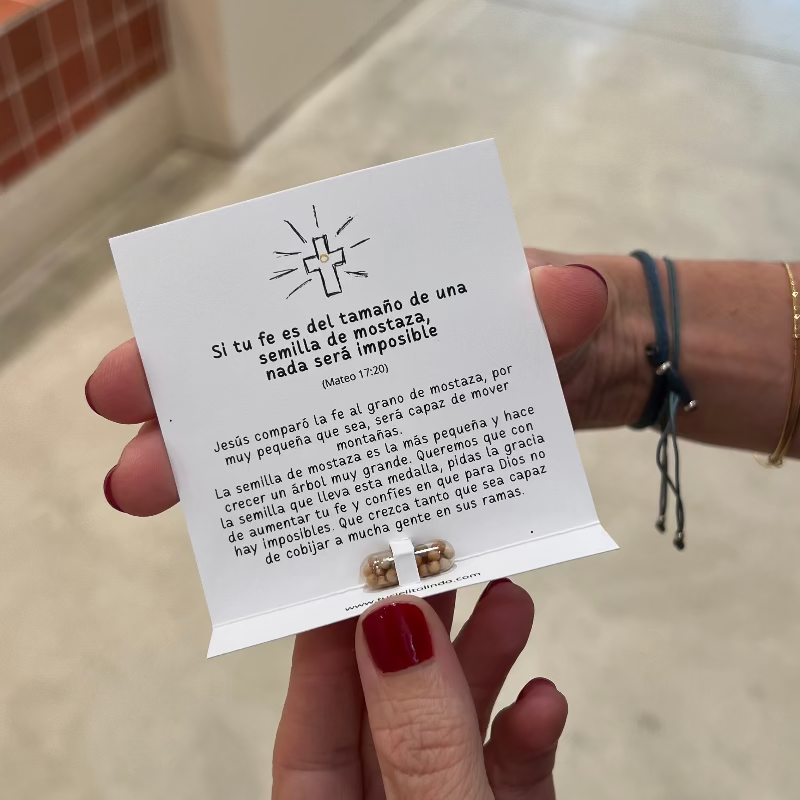 Si tu fe es del tamaño de una
semilla de mostaza,
nada será imposible
(Mateo 17:20)
Jesús comparó la fe al grano de mostaza, por
muy pequeña que sea, será capaz de mover
montañas.
La semilla de mostaza es la más pequeña y hace
crecer un árbol muy grande. Queremos que con
la semilla que lleva esta medalla, pidas la gracia
de aumentar tu fe y confíes en que para Dios no
hay imposibles. Que crezca tanto que sea capaz
de cobijar a mucha gente en sus ramas.